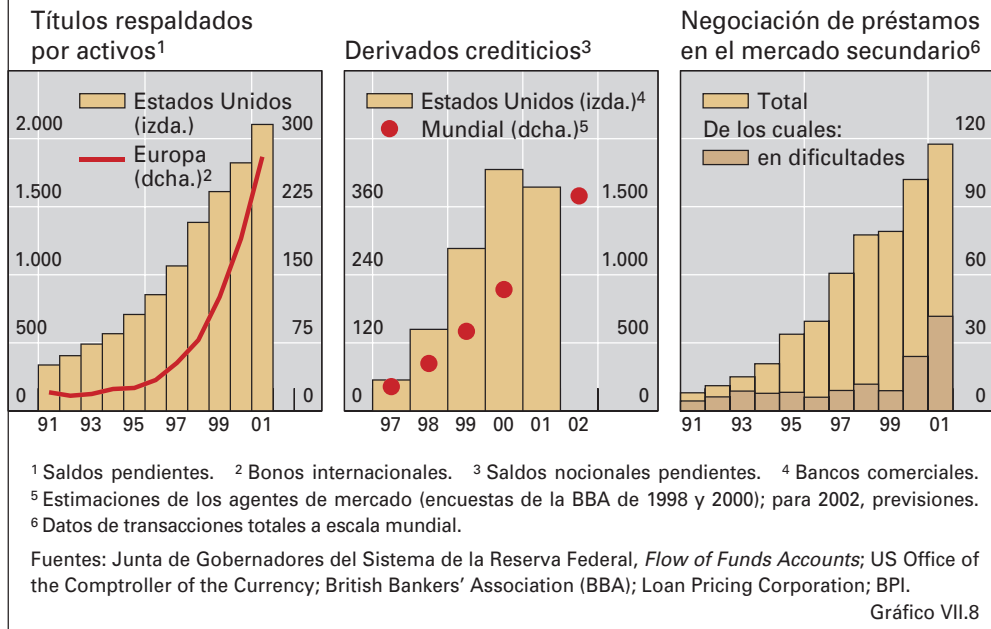 Títulos respaldados
por activos¹
Estados Unidos
(izda.)
Europa
(dcha.)²
2.000
1.500
1.000
500
0
300
225
150
75
0
91 93 95 97 99 01
Derivados crediticios³
Estados Unidos (izda.)⁴
Mundial (dcha.)⁵
360
240
120
0
1.500
1.000
500
0
97 98 99 00 01 02
Negociación de préstamos
en el mercado secundario⁶
Total
De los cuales:
en dificultades
120
90
60
30
0
91 93 95 97 99 01
¹ Saldos pendientes. ² Bonos internacionales. ³ Saldos nocionales pendientes. ⁴ Bancos comerciales.
⁵ Estimaciones de los agentes de mercado (encuestas de la BBA de 1998 y 2000); para 2002, previsiones.
⁶ Datos de transacciones totales a escala mundial.
Fuentes: Junta de Gobernadores del Sistema de la Reserva Federal, Flow of Funds Accounts; US Office of
the Comptroller of the Currency; British Bankers' Association (BBA); Loan Pricing Corporation; BPI.
Gráfico VII.8